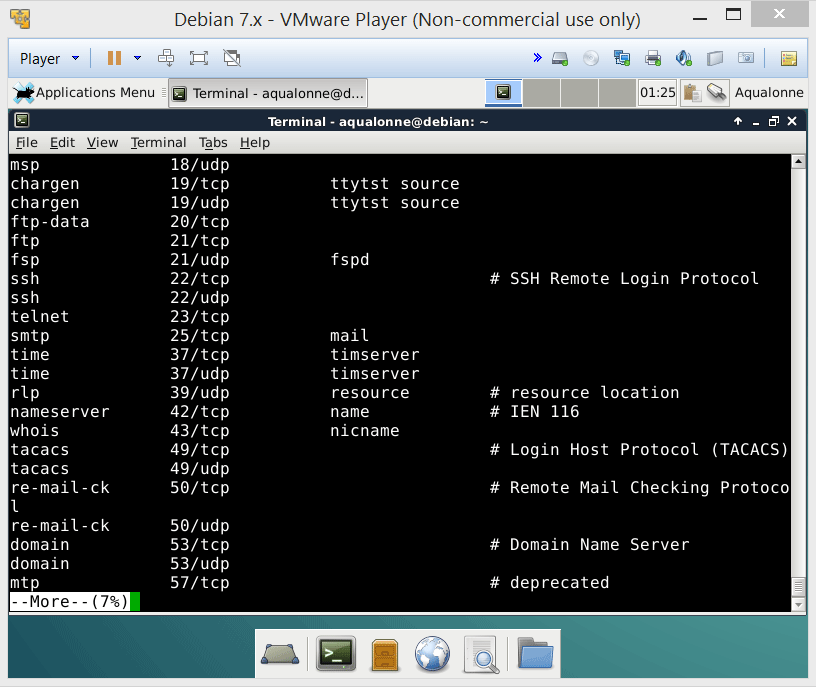 Debian 7.x - VMware Player (Non-commercial use only)
Player
Applications Menu
Terminal - aqualonne@d...
01:25
Aqualonne
Terminal - aqualonne@debian: ~
File Edit View Terminal Tabs Help
msp 18/udp
chargen 19/tcp ttytst source
chargen 19/udp ttytst source
ftp-data 20/tcp
ftp 21/tcp
fsp 21/udp fspd
ssh 22/tcp # SSH Remote Login Protocol
ssh 22/udp
telnet 23/tcp
smtp 25/tcp mail
time 37/tcp timserver
time 37/udp timserver
rlp 39/udp resource # resource location
nameserver 42/tcp name # IEN 116
whois 43/tcp nicname
tacacs 49/tcp # Login Host Protocol (TACACS)
tacacs 49/udp
re-mail-ck 50/tcp # Remote Mail Checking Protoco
l
re-mail-ck 50/udp
domain 53/tcp # Domain Name Server
domain 53/udp
mtp 57/tcp # deprecated
--More--(7%)